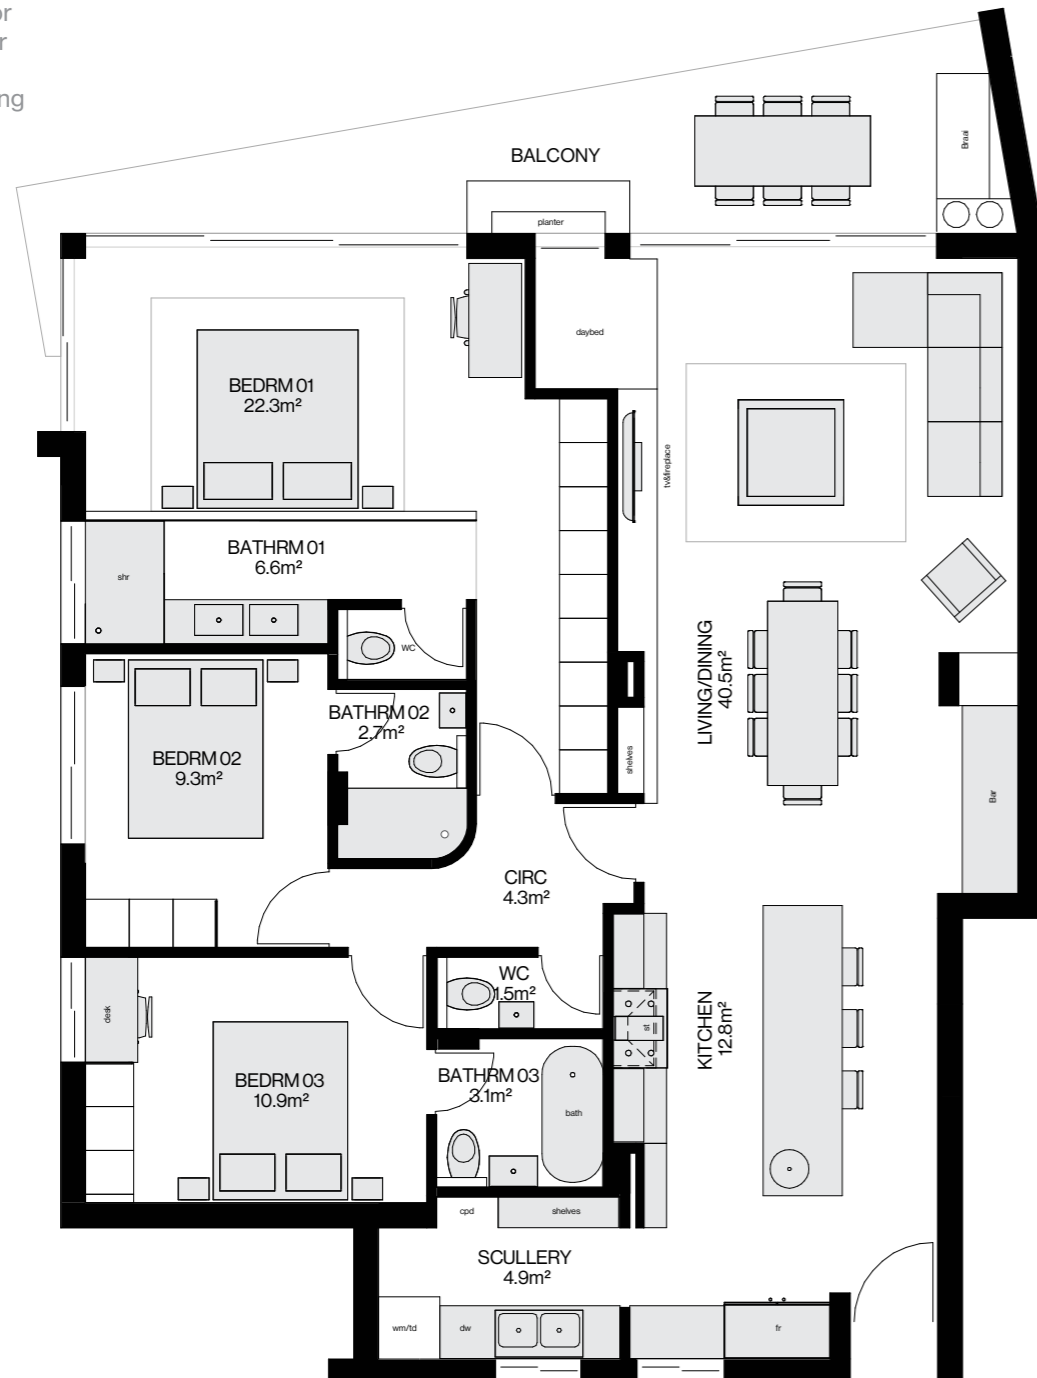 BALCONY
Braai
planter
daybed
BEDRM 01
22.3m²
tv&fireplace
BATHRM 01
6.6m²
shr
WC
LIVING/DINING
40.5m²
BATHRM 02
2.7m²
BEDRM 02
9.3m²
shelves
Bar
CIRC
4.3m²
WC
1.5m²
desk
st
KITCHEN
12.8m²
BEDRM 03
10.9m²
BATHRM 03
3.1m²
bath
cpd
shelves
SCULLERY
4.9m²
wm/td
dw
fr